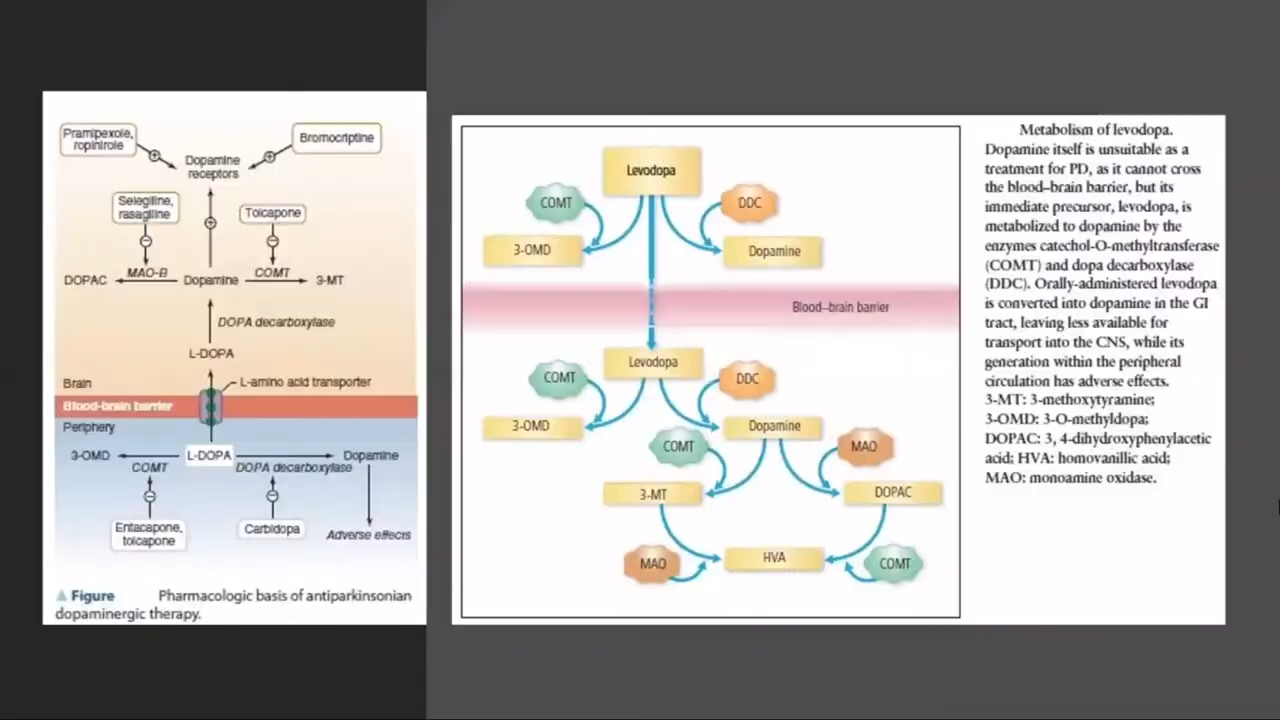 Pramipexole,
ropinirole
Bromocriptine
Dopamine
receptors
Selegiline,
rasagiline
Tolcapone
DOPAC
MAO-B
Dopamine
COMT
3-MT
DOPA decarboxylase
L-DOPA
Brain
L-amino acid transporter
Blood-brain barrier
Periphery
3-OMD
L-DOPA
Dopamine
COMT
DOPA decarboxylase
Entacapone,
tolcapone
Carbidopa
Adverse effects
Figure Pharmacologic basis of antiparkinsonian
dopaminergic therapy.
Levodopa
COMT
DDC
3-OMD
Dopamine
Blood–brain barrier
Levodopa
COMT
DDC
3-OMD
Dopamine
COMT
MAO
3-MT
DOPAC
MAO
HVA
COMT
Metabolism of levodopa.
Dopamine itself is unsuitable as a
treatment for PD, as it cannot cross
the blood–brain barrier, but its
immediate precursor, levodopa, is
metabolized to dopamine by the
enzymes catechol-O-methyltransferase
(COMT) and dopa decarboxylase
(DDC). Orally-administered levodopa
is converted into dopamine in the GI
tract, leaving less available for
transport into the CNS, while its
generation within the peripheral
circulation has adverse effects.
3-MT: 3-methoxytyramine;
3-OMD: 3-O-methyldopa;
DOPAC: 3, 4-dihydroxyphenylacetic
acid; HVA: homovanillic acid;
MAO: monoamine oxidase.